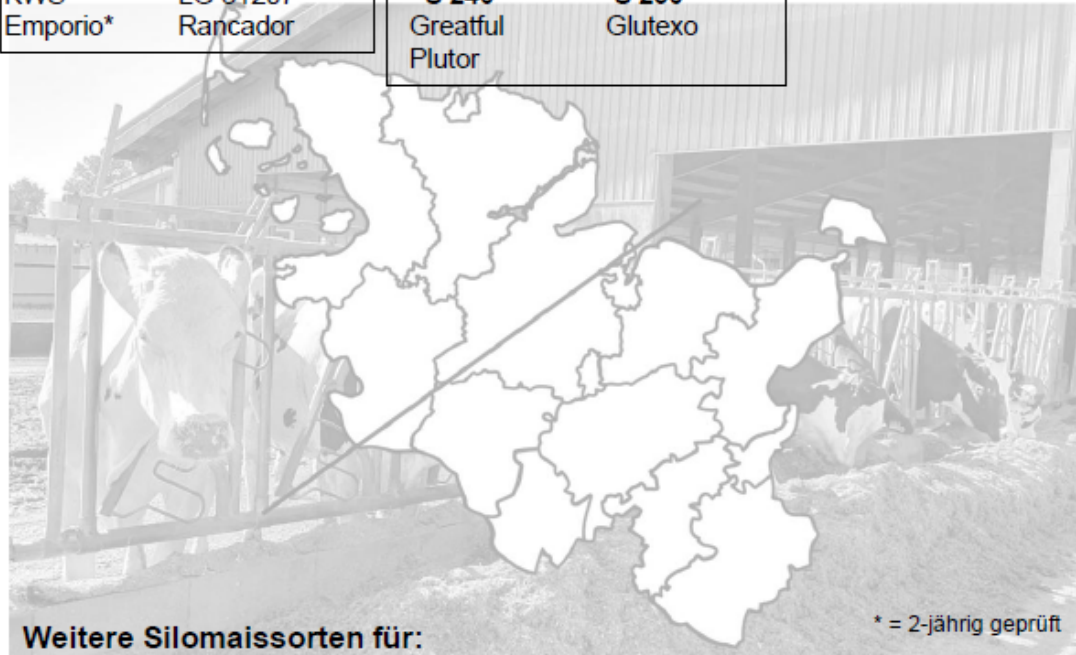 Emporio* Rancador
Greatful Glutexo
Plutor
* = 2-jährig geprüft
Weitere Silomaissorten für: